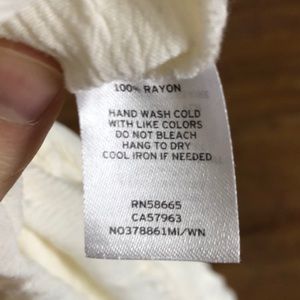 100% RAYON
HAND WASH COLD
WITH LIKE COLORS
DO NOT BLEACH
HANG TO DRY
COOL IRON IF NEEDED
RN58665
CA57963
NO378861MI/WN